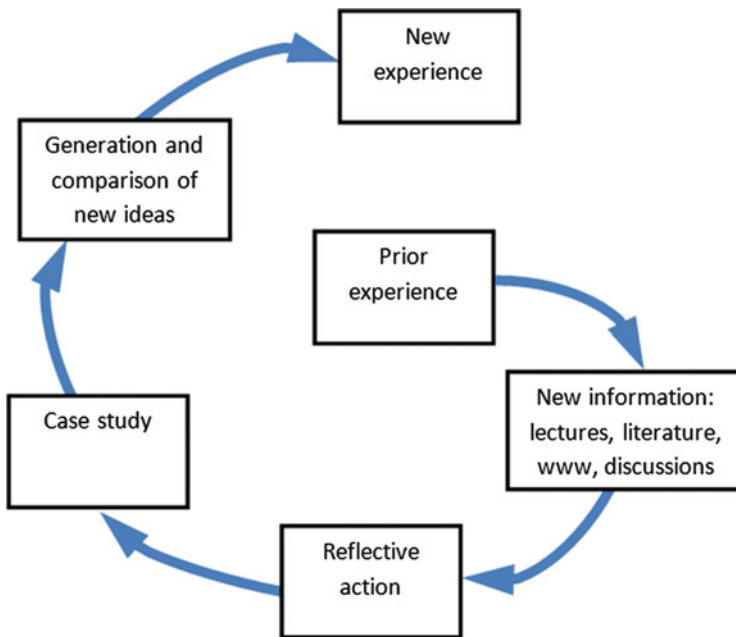 New
experience
Generation and
comparison of
new ideas
Prior
experience
New information:
lectures, literature,
www, discussions
Case study
Reflective
action